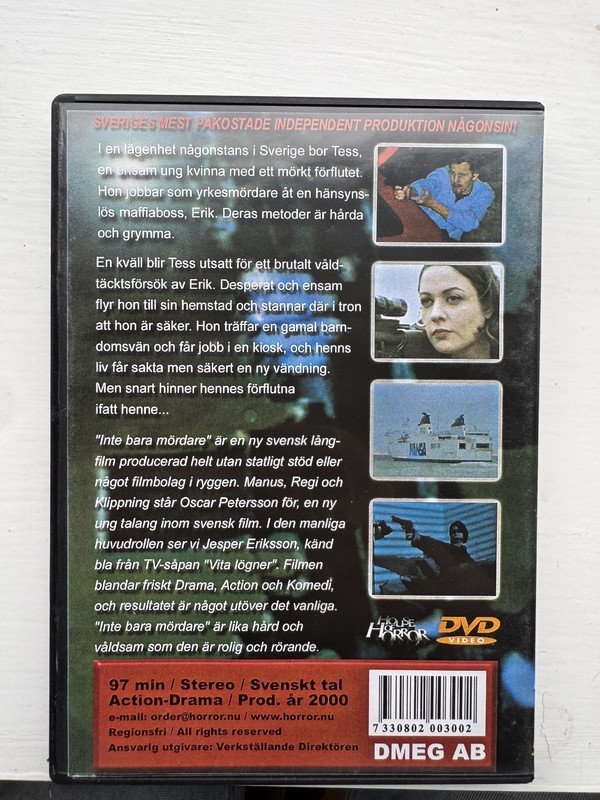 SVERIGES MEST PÅKOSTADE INDEPENDENT PRODUKTION NÅGONSIN!
I en lägenhet någonstans i Sverige bor Tess,
en ensam ung kvinna med ett mörkt förflutet.
Hon jobbar som yrkesmördare åt en hänsyns-
lös maffiaboss, Erik. Deras metoder är hårda
och grymma.
En kväll blir Tess utsatt för ett brutalt våld-
täcktsförsök av Erik. Desperat och ensam
flyr hon till sin hemstad och stannar där i tron
att hon är säker. Hon träffar en gamal barn-
domsvän och får jobb i en kiosk, och henns
liv får sakta men säkert en ny vändning.
Men snart hinner hennes förflutna
ifatt henne...
"Inte bara mördare" är en ny svensk lång-
film producerad helt utan statligt stöd eller
något filmbolag i ryggen. Manus, Regi och
Klippning står Oscar Petersson för, en ny
ung talang inom svensk film. I den manliga
huvudrollen ser vi Jesper Eriksson, känd
bla från TV-såpan "Vita lögner". Filmen
blandar friskt Drama, Action och Komedi,
och resultatet är något utöver det vanliga.
"Inte bara mördare" är lika hård och
våldsam som den är rolig och rörande.
HOUSE OF HORROR
DVD
VIDEO
97 min / Stereo / Svenskt tal
Action-Drama / Prod. år 2000
e-mail: order@horror.nu / www.horror.nu
Regionsfri / All rights reserved
Ansvarig utgivare: Verkställande Direktören
7 330802 003002
DMEG AB